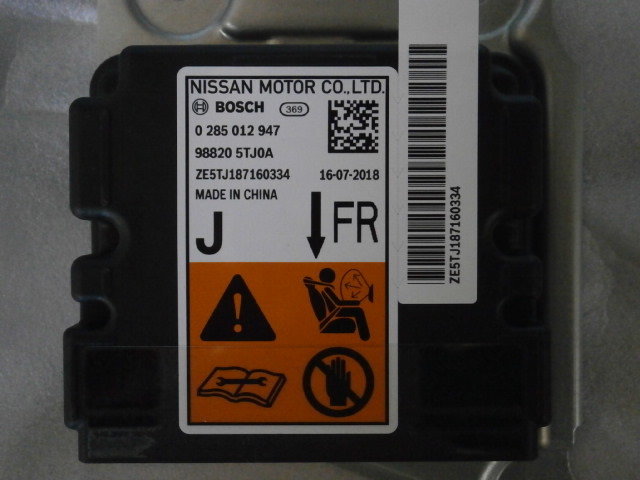 NISSAN MOTOR CO.,LTD.
BOSCH 369
0 285 012 947
98820 5TJ0A
ZE5TJ187160334 16-07-2018
MADE IN CHINA
J FR
ZE5TJ187160334